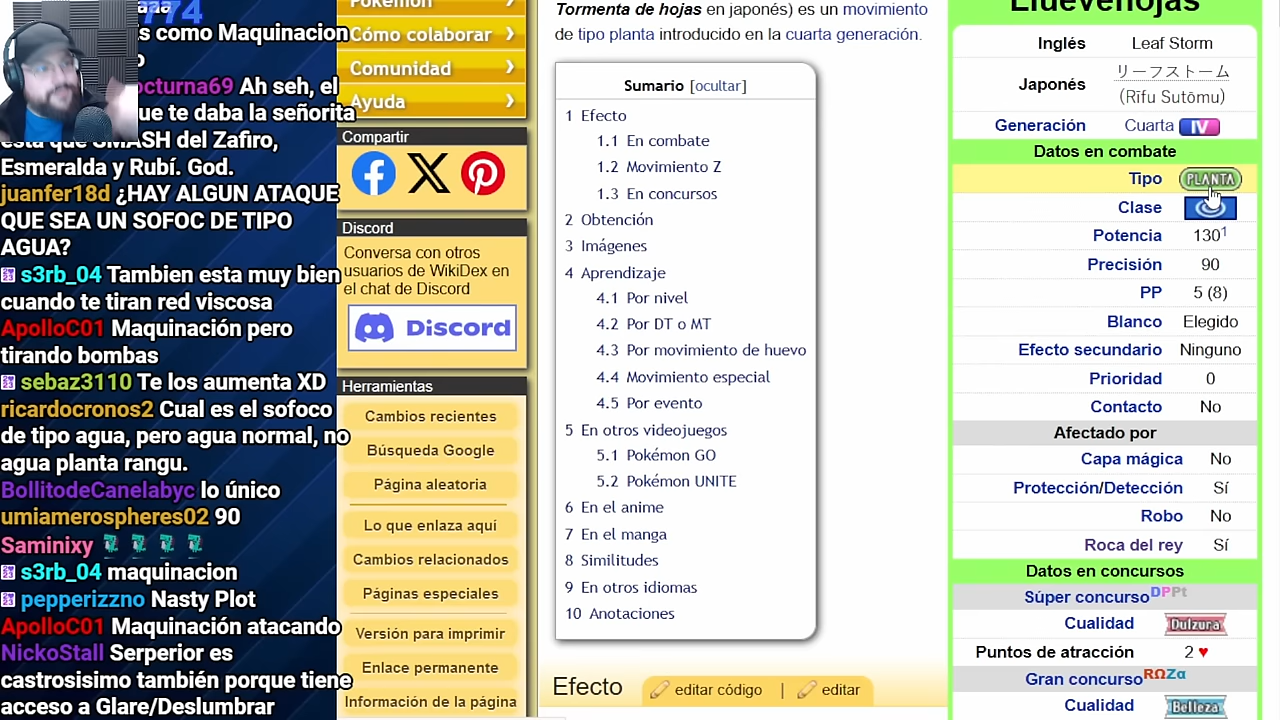 774
s como Maquinacion
octurna69 Ah seh, el
que te daba la señorita
esta que SMASH del Zafiro,
Esmeralda y Rubí. God.
juanfer18d ¿HAY ALGUN ATAQUE
QUE SEA UN SOFOC DE TIPO
AGUA?
s3rb_04 Tambien esta muy bien
cuando te tiran red viscosa
ApolloC01 Maquinación pero
tirando bombas
sebaz3110 Te los aumenta XD
ricardocronos2 Cual es el sofoco
de tipo agua, pero agua normal, no
agua planta rangu.
BollitodeCanelabyc lo único
umiamerospheres02 90
Saminixy
s3rb_04 maquinacion
pepperizzno Nasty Plot
ApolloC01 Maquinación atacando
NickoStall Serperior es
castrosisimo también porque tiene
acceso a Glare/Deslumbrar
Pokémon
Cómo colaborar
Comunidad
Ayuda
Compartir
Discord
Conversa con otros
usuarios de WikiDex en
el chat de Discord
Discord
Herramientas
Cambios recientes
Búsqueda Google
Página aleatoria
Lo que enlaza aquí
Cambios relacionados
Páginas especiales
Versión para imprimir
Enlace permanente
Información de la página
Tormenta de hojas en japonés) es un movimiento
de tipo planta introducido en la cuarta generación.
Sumario [ocultar]
1 Efecto
1.1 En combate
1.2 Movimiento Z
1.3 En concursos
2 Obtención
3 Imágenes
4 Aprendizaje
4.1 Por nivel
4.2 Por DT o MT
4.3 Por movimiento de huevo
4.4 Movimiento especial
4.5 Por evento
5 En otros videojuegos
5.1 Pokémon GO
5.2 Pokémon UNITE
6 En el anime
7 En el manga
8 Similitudes
9 En otros idiomas
10 Anotaciones
Efecto editar código | editar
Lluevehojas
Inglés Leaf Storm
Japonés リーフストーム
(Rīfu Sutōmu)
Generación Cuarta IV
Datos en combate
Tipo PLANTA
Clase
Potencia 130¹
Precisión 90
PP 5 (8)
Blanco Elegido
Efecto secundario Ninguno
Prioridad 0
Contacto No
Afectado por
Capa mágica No
Protección/Detección Sí
Robo No
Roca del rey Sí
Datos en concursos
Súper concurso DPPt
Cualidad Dulzura
Puntos de atracción 2 ♥
Gran concurso RΩZα
Cualidad Belleza